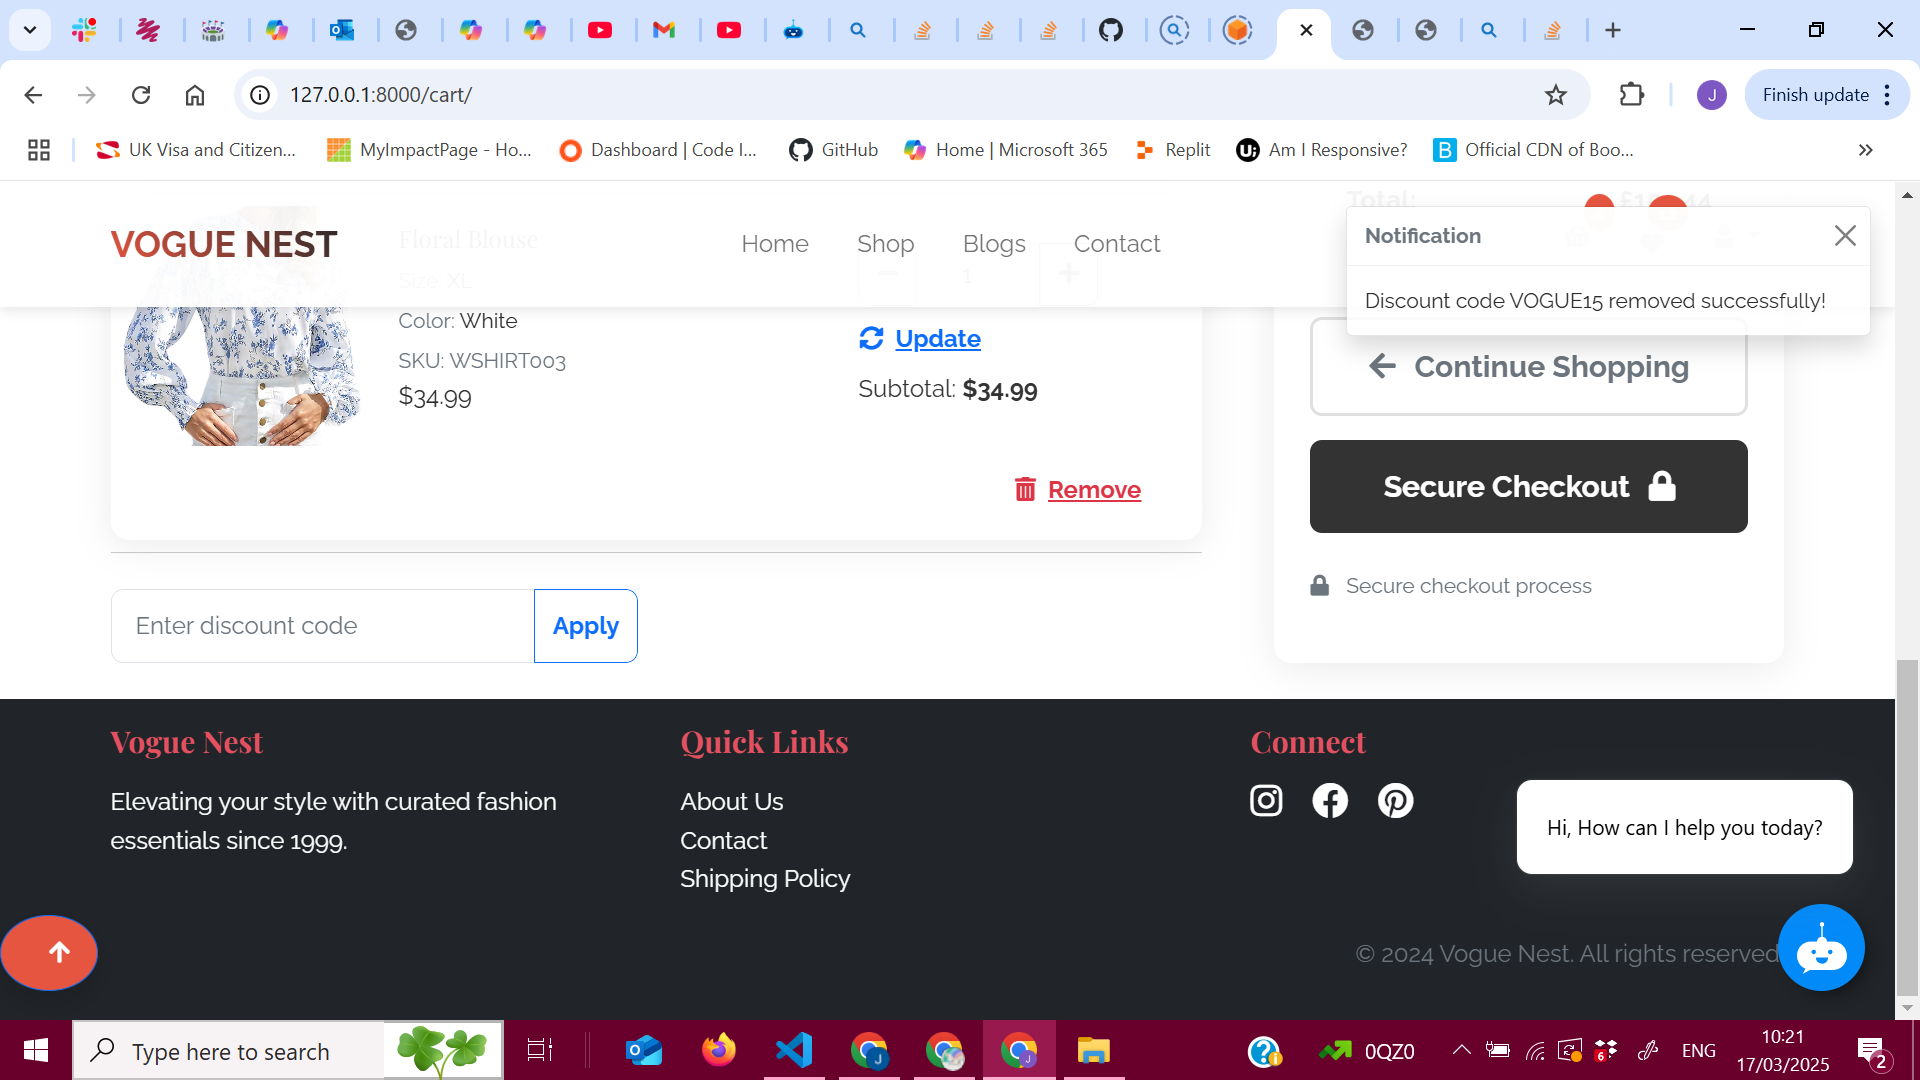 127.0.0.1:8000/cart/
Finish update
J
UK Visa and Citizen...
MyImpactPage - Ho...
Dashboard | Code I...
GitHub
Home | Microsoft 365
Replit
Am I Responsive?
Official CDN of Boo...
VOGUE NEST
Home
Shop
Blogs
Contact
Total:
Notification
Discount code VOGUE15 removed successfully!
Floral Blouse
Size: XL
Color: White
SKU: WSHIRT003
$34.99
1
Update
Subtotal: $34.99
Remove
Continue Shopping
Secure Checkout
Secure checkout process
Enter discount code
Apply
Vogue Nest
Elevating your style with curated fashion
essentials since 1999.
Quick Links
About Us
Contact
Shipping Policy
Connect
Hi, How can I help you today?
© 2024 Vogue Nest. All rights reserved
Type here to search
0QZ0
6
ENG
10:21
17/03/2025
2